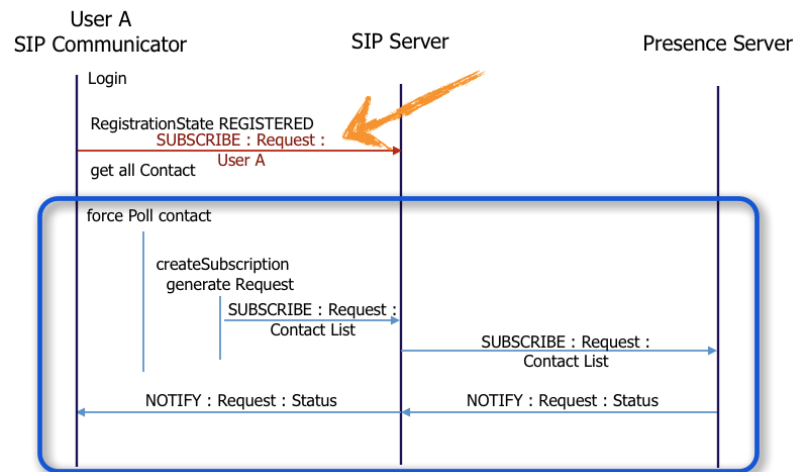 User A
SIP Communicator
SIP Server
Presence Server
Login
RegistrationState REGISTERED
SUBSCRIBE : Request :
User A
get all Contact
force Poll contact
createSubscription
generate Request
SUBSCRIBE : Request :
Contact List
SUBSCRIBE : Request :
Contact List
NOTIFY : Request : Status
NOTIFY : Request : Status